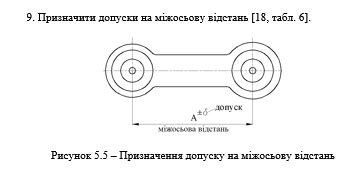 9. Призначити допуски на міжосьову відстань [18, табл. 6].
допуск
A±δ
міжосьова відстань
Рисунок 5.5 – Призначення допуску на міжосьову відстань